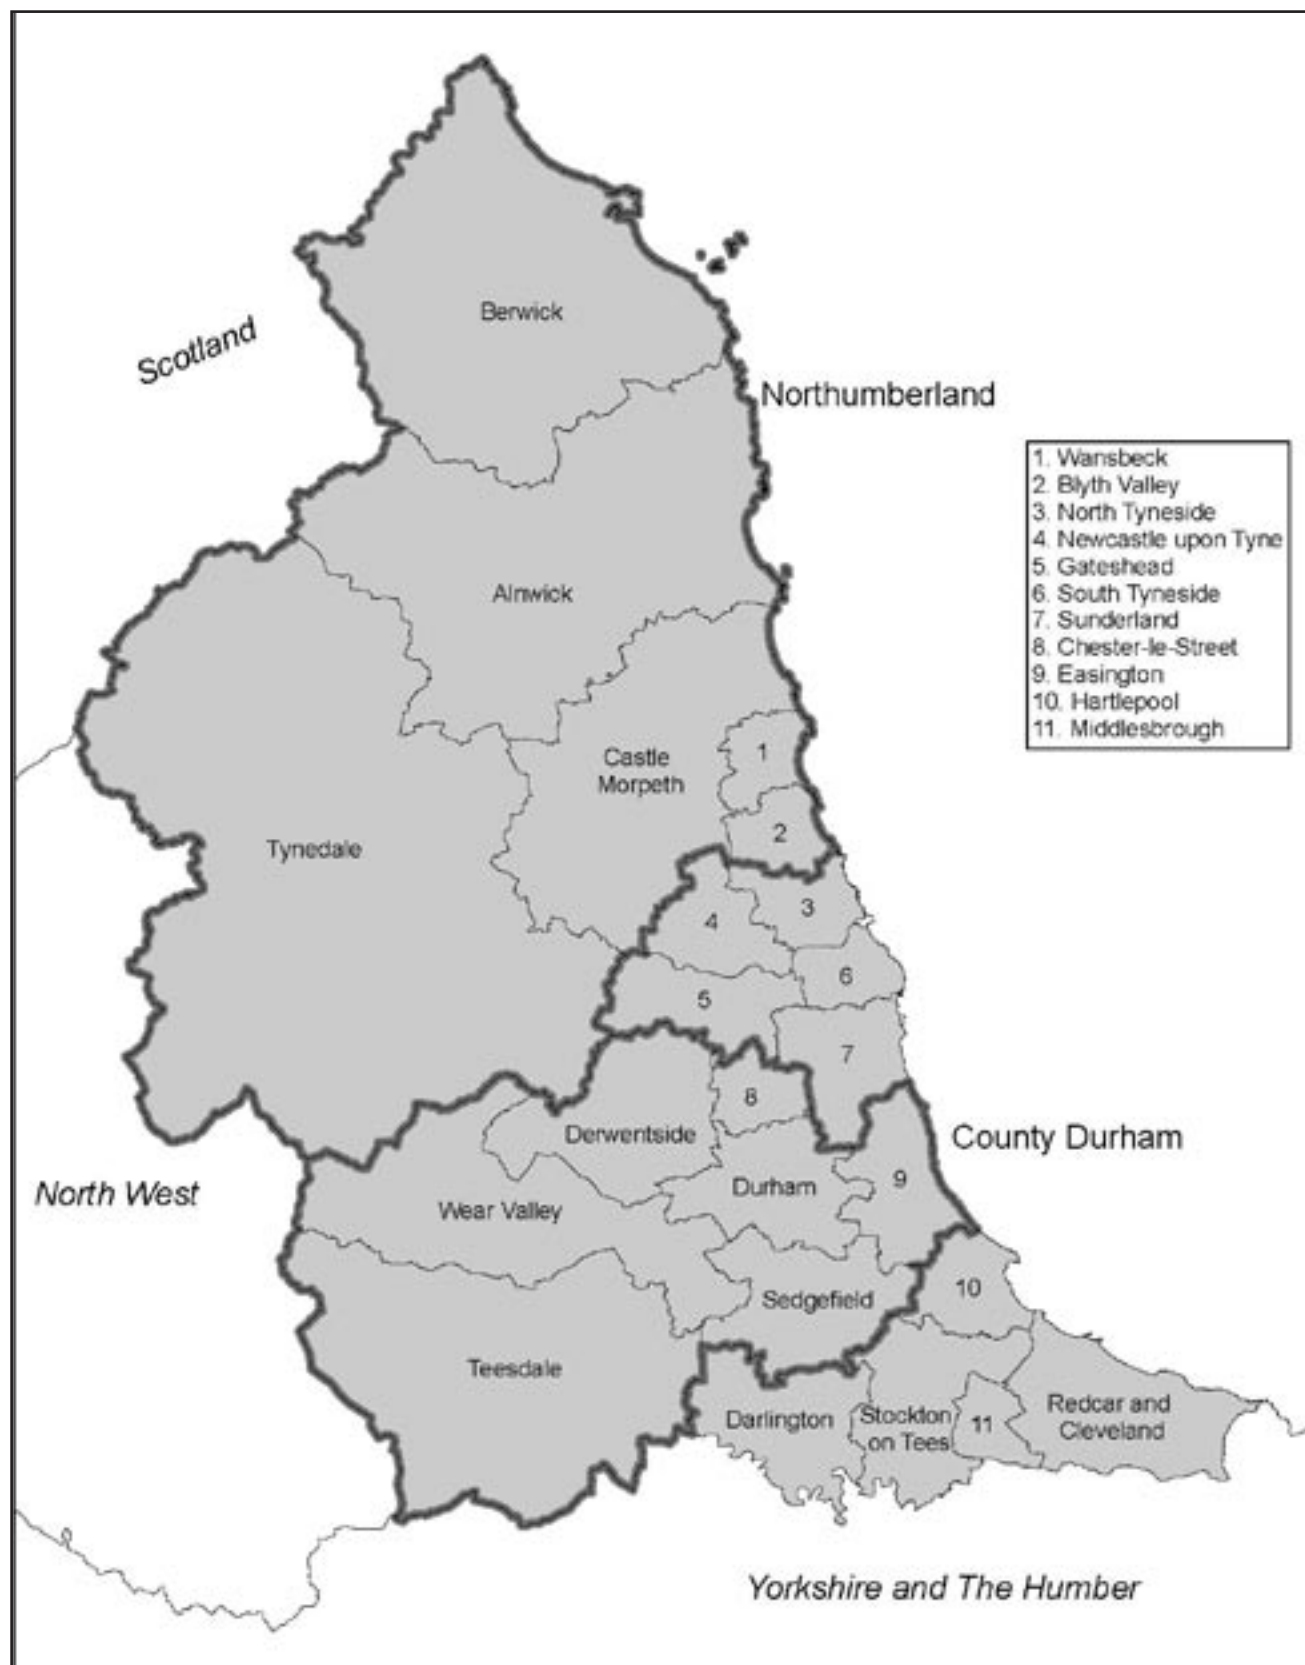 Berwick
Scotland
Northumberland
1. Wansbeck
2. Blyth Valley
3. North Tyneside
4. Newcastle upon Tyne
5. Gateshead
6. South Tyneside
7. Sunderland
8. Chester-le-Street
9. Easington
10. Hartlepool
11. Middlesbrough
Alnwick
Castle
Morpeth
1
2
Tynedale
3
4
6
5
7
8
Derwentside
County Durham
North West
Durham
9
Wear Valley
Sedgefield
10
Teesdale
Darlington
Stockton
on Tees
11
Redcar and
Cleveland
Yorkshire and The Humber